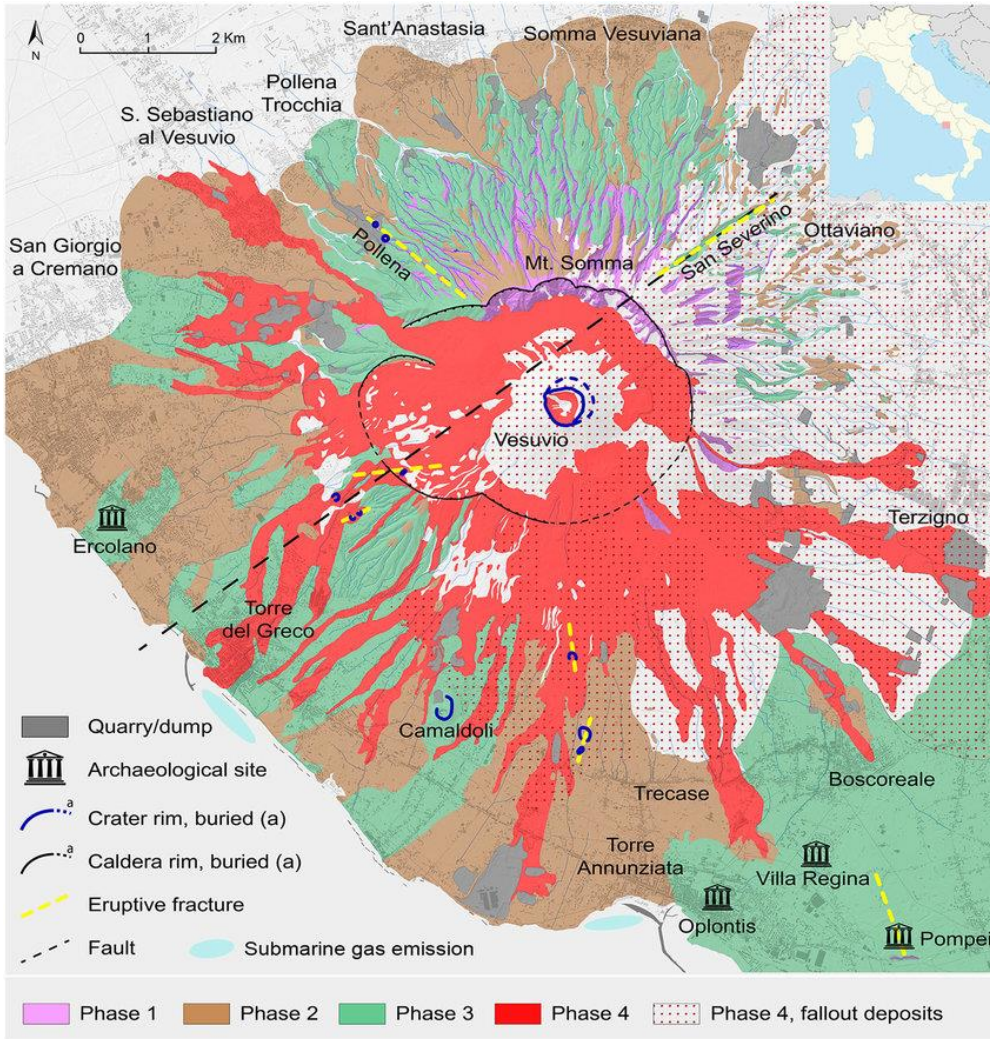 Sant'Anastasia
Somma Vesuviana
0 1 2 Km
N
Pollena
Trocchia
S. Sebastiano
al Vesuvio
San Giorgio
a Cremano
Pollena
Mt. Somma
San Severino
Ottaviano
Vesuvio
Terzigno
Ercolano
Torre
del Greco
Camaldoli
Trecase
Boscoreale
Torre
Annunziata
Villa Regina
Oplontis
Pompei
Quarry/dump
Archaeological site
a
Crater rim, buried (a)
a
Caldera rim, buried (a)
Eruptive fracture
Fault
Submarine gas emission
Phase 1
Phase 2
Phase 3
Phase 4
Phase 4, fallout deposits